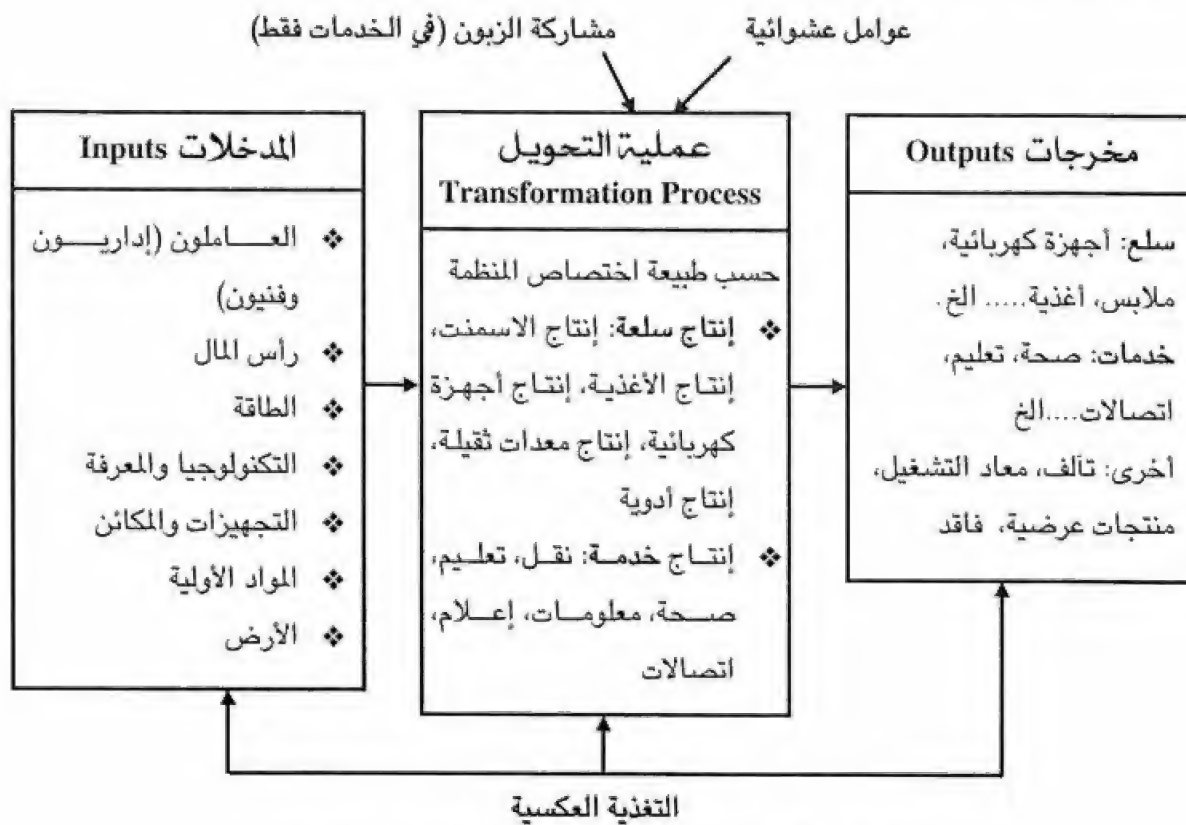 عوامل عشوائية
مشاركة الزبون (في الخدمات فقط)
المدخلات Inputs
❖ العـــاملون (إداريـــون
وفنيون)
❖ رأس المال
❖ الطاقة
❖ التكنولوجيا والمعرفة
❖ التجهيزات والمكائن
❖ المواد الأولية
❖ الأرض
عملية التحويل
Transformation Process
حسب طبيعة اختصاص المنظمة
❖ إنتاج سلعة: إنتاج الاسمنت،
إنتاج الأغذية، إنتاج أجهزة
كهربائية، إنتاج معدات ثقيلة،
إنتاج أدوية
❖ إنتاج خدمة: نقل، تعليم،
صحة، معلومات، إعلام،
اتصالات
مخرجات Outputs
سلع: أجهزة كهربائية،
ملابس، أغذية..... الخ.
خدمات: صحة، تعليم،
اتصالات....الخ
أخرى: تآلف، معاد التشغيل،
منتجات عرضية، فاقد
التغذية العكسية